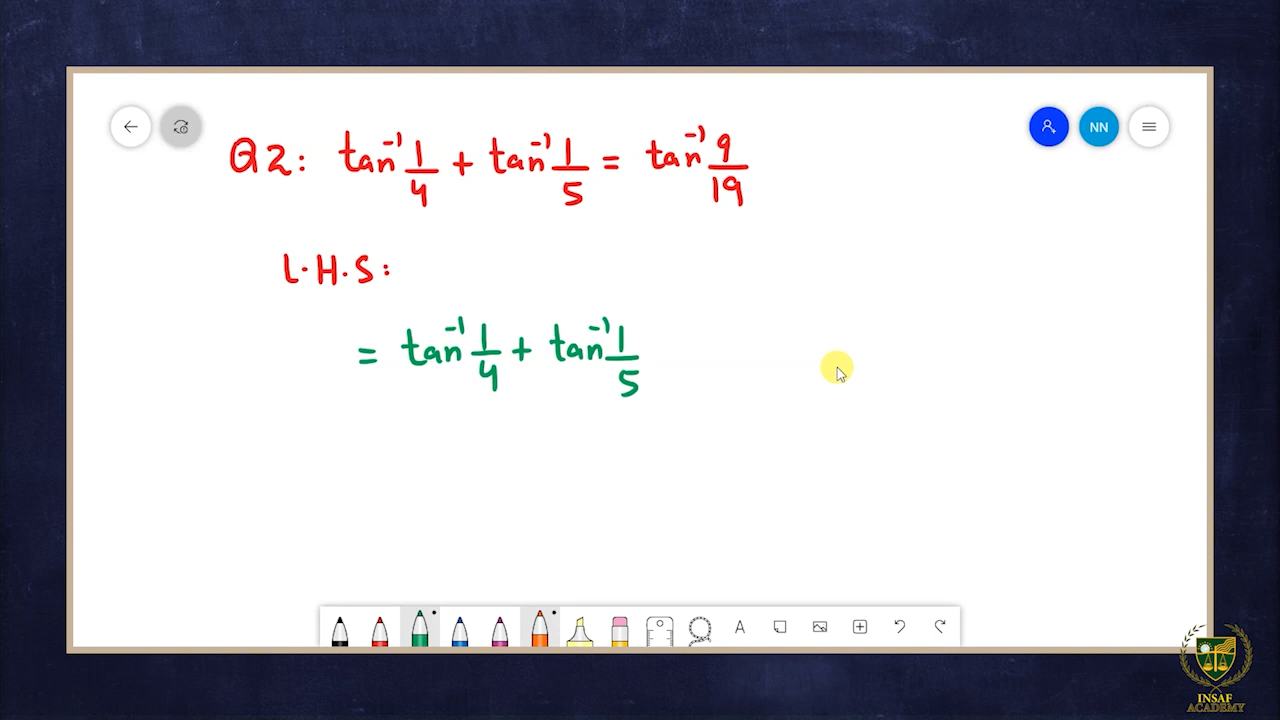 NN
Q2: tan⁻¹ 1/4 + tan⁻¹ 1/5 = tan⁻¹ 9/19
L.H.S:
= tan⁻¹ 1/4 + tan⁻¹ 1/5
A
INSAF
ACADEMY